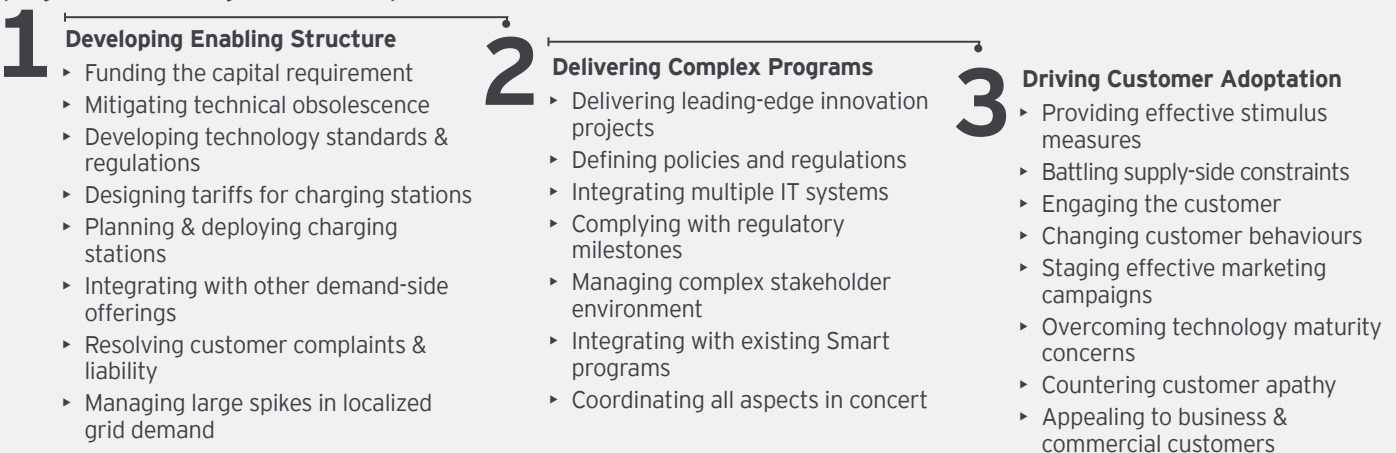 1
Developing Enabling Structure
‣ Funding the capital requirement
‣ Mitigating technical obsolescence
‣ Developing technology standards &
regulations
‣ Designing tariffs for charging stations
‣ Planning & deploying charging
stations
‣ Integrating with other demand-side
offerings
‣ Resolving customer complaints &
liability
‣ Managing large spikes in localized
grid demand
2
Delivering Complex Programs
‣ Delivering leading-edge innovation
projects
‣ Defining policies and regulations
‣ Integrating multiple IT systems
‣ Complying with regulatory
milestones
‣ Managing complex stakeholder
environment
‣ Integrating with existing Smart
programs
‣ Coordinating all aspects in concert
3
Driving Customer Adoptation
‣ Providing effective stimulus
measures
‣ Battling supply-side constraints
‣ Engaging the customer
‣ Changing customer behaviours
‣ Staging effective marketing
campaigns
‣ Overcoming technology maturity
concerns
‣ Countering customer apathy
‣ Appealing to business &
commercial customers